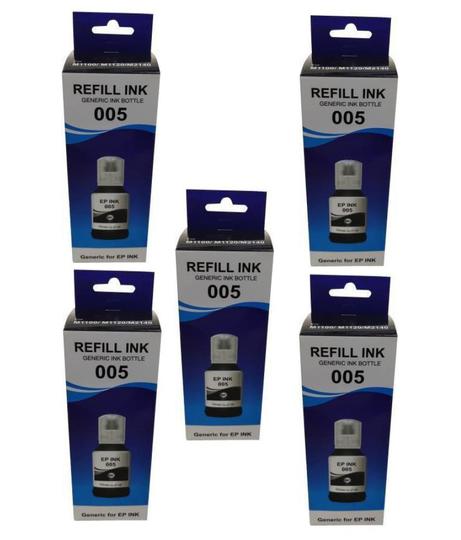 M1100/ M1120/M2140
REFILL INK
GENERIC INK BOTTLE
005
EP INK
005
Generic for EP INK
M1100/ M1120/M2140
REFILL INK
GENERIC INK BOTTLE
005
EP INK
005
Generic for EP INK
REFILL INK
GENERIC INK BOTTLE
005
EP INK
005
Generic for EP INK
M1100/ M1120/M2140
REFILL INK
GENERIC INK BOTTLE
005
EP INK
005
Generic for EP INK
M1100/ M1120/M2140
REFILL INK
GENERIC INK BOTTLE
005
EP INK
005
Generic for EP INK